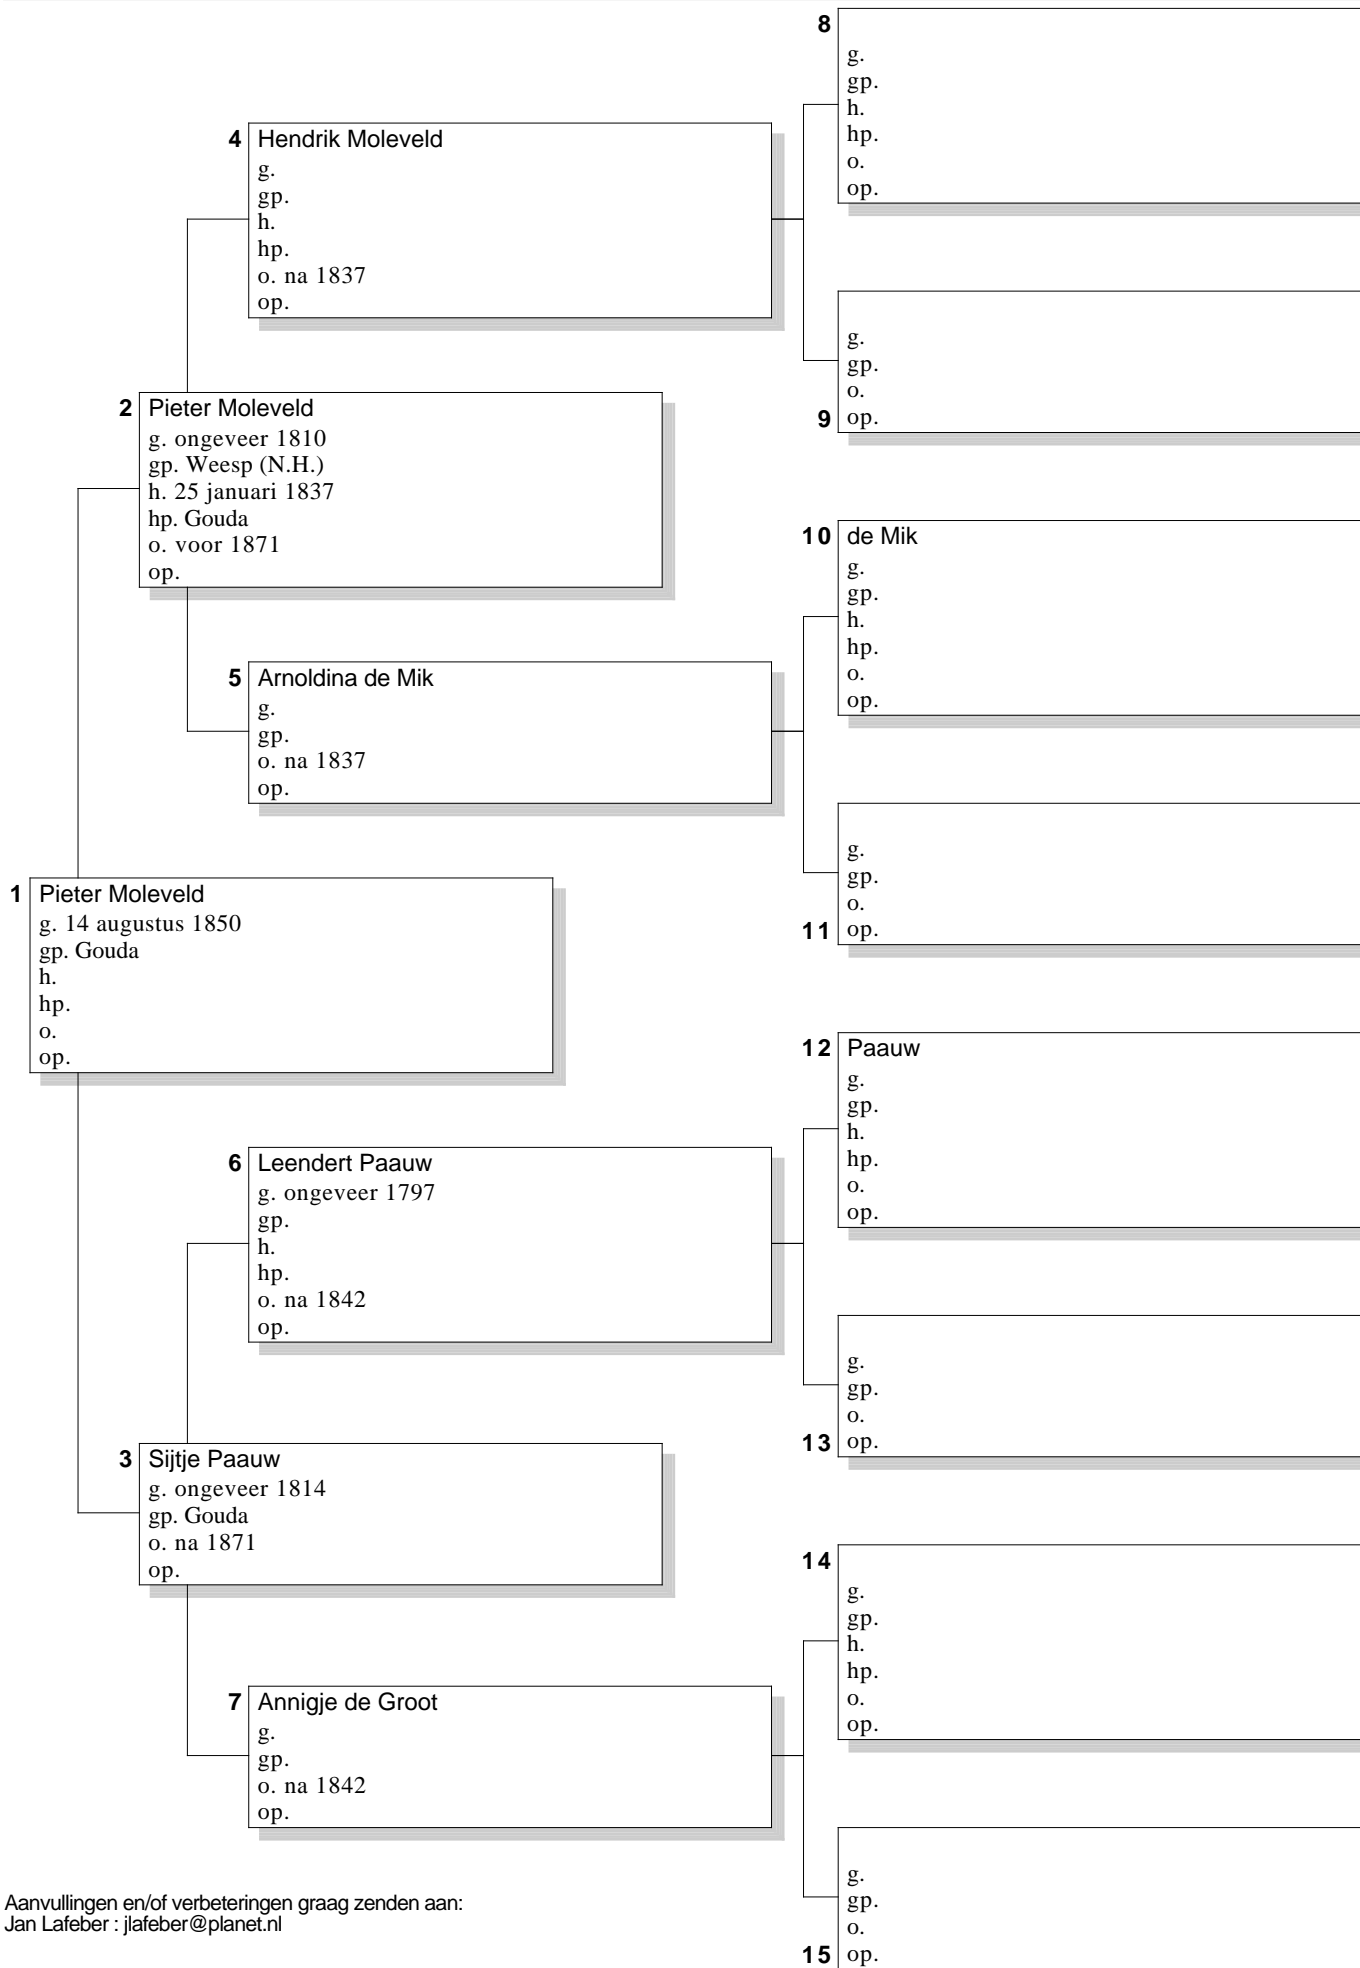 8
g.
gp.
h.
hp.
o.
op.
4 Hendrik Moleveld
g.
gp.
h.
hp.
o. na 1837
op.
g.
gp.
o.
9 op.
2 Pieter Moleveld
g. ongeveer 1810
gp. Weesp (N.H.)
h. 25 januari 1837
hp. Gouda
o. voor 1871
op.
10 de Mik
g.
gp.
h.
hp.
o.
op.
5 Arnoldina de Mik
g.
gp.
o. na 1837
op.
g.
gp.
o.
11 op.
1 Pieter Moleveld
g. 14 augustus 1850
gp. Gouda
h.
hp.
o.
op.
12 Paauw
g.
gp.
h.
hp.
o.
op.
6 Leendert Paauw
g. ongeveer 1797
gp.
h.
hp.
o. na 1842
op.
g.
gp.
o.
13 op.
3 Sijtje Paauw
g. ongeveer 1814
gp. Gouda
o. na 1871
op.
14
g.
gp.
h.
hp.
o.
op.
7 Annigje de Groot
g.
gp.
o. na 1842
op.
g.
gp.
o.
15 op.
Aanvullingen en/of verbeteringen graag zenden aan:
Jan Lafeber : jlafeber@planet.nl